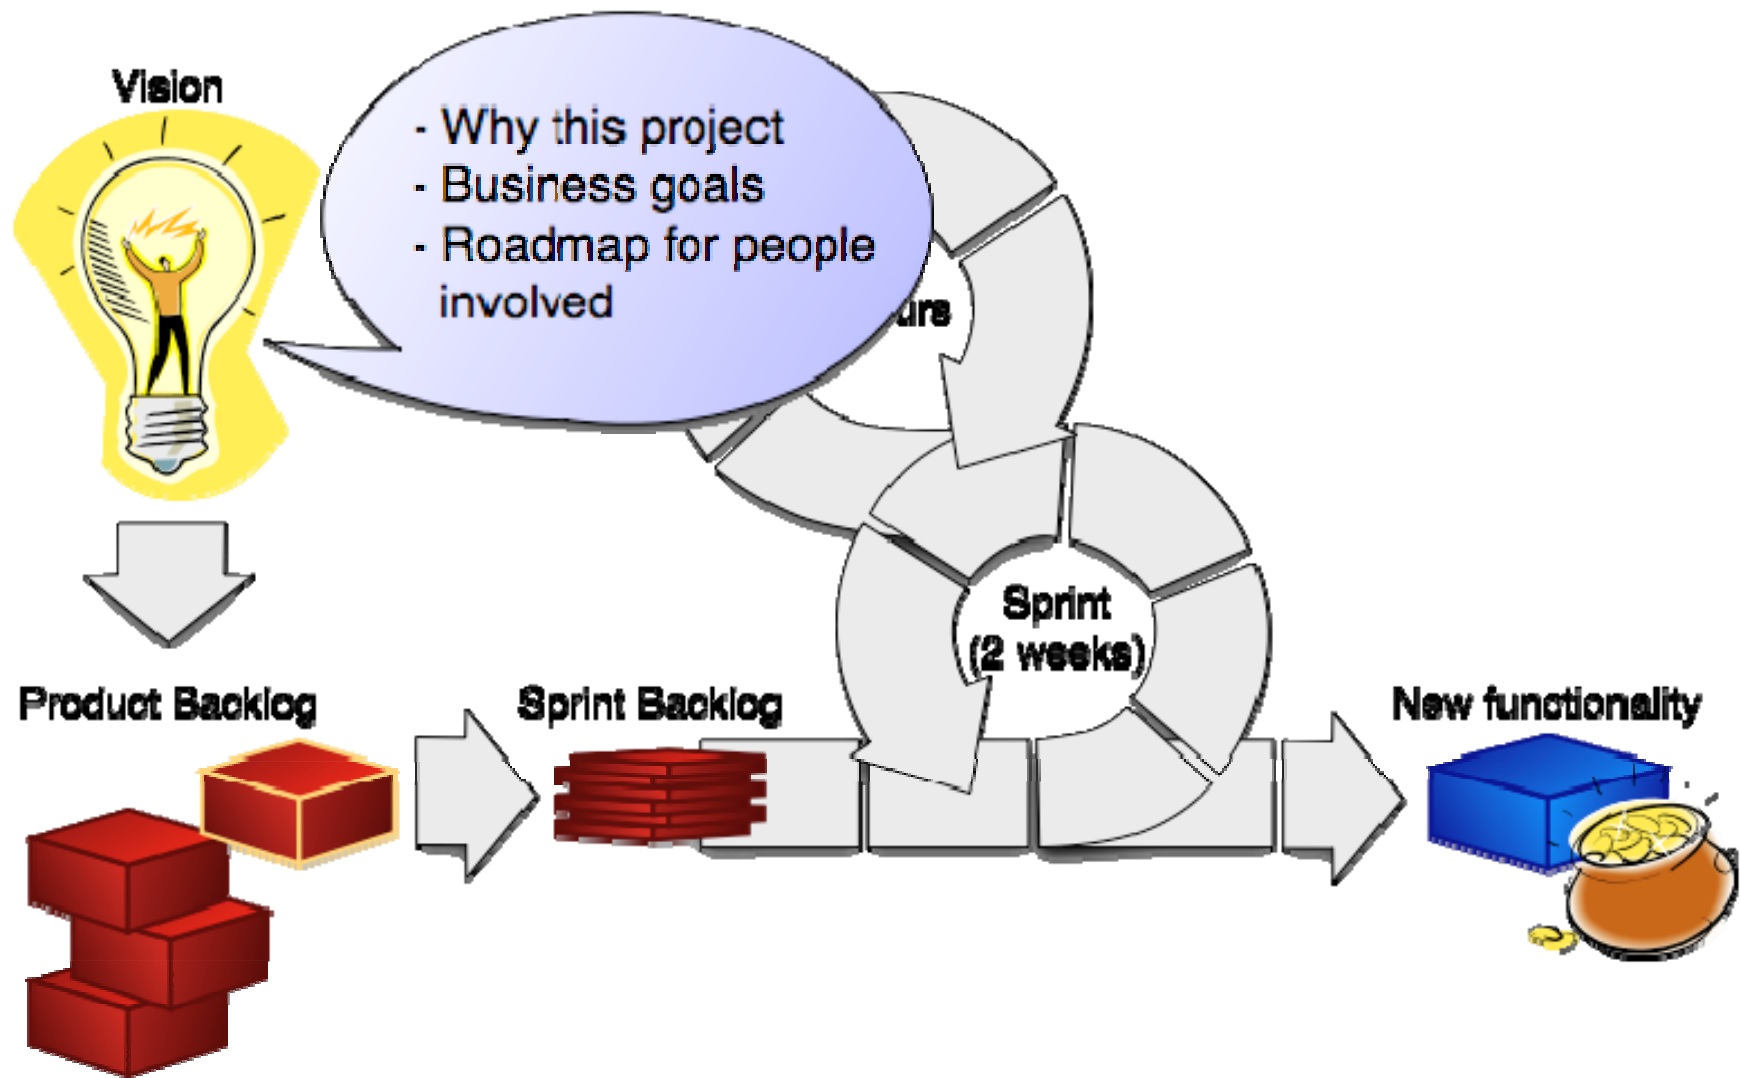 Vision
- Why this project
- Business goals
- Roadmap for people
involved
Sprint
(2 weeks)
Product Backlog
Sprint Backlog
New functionality